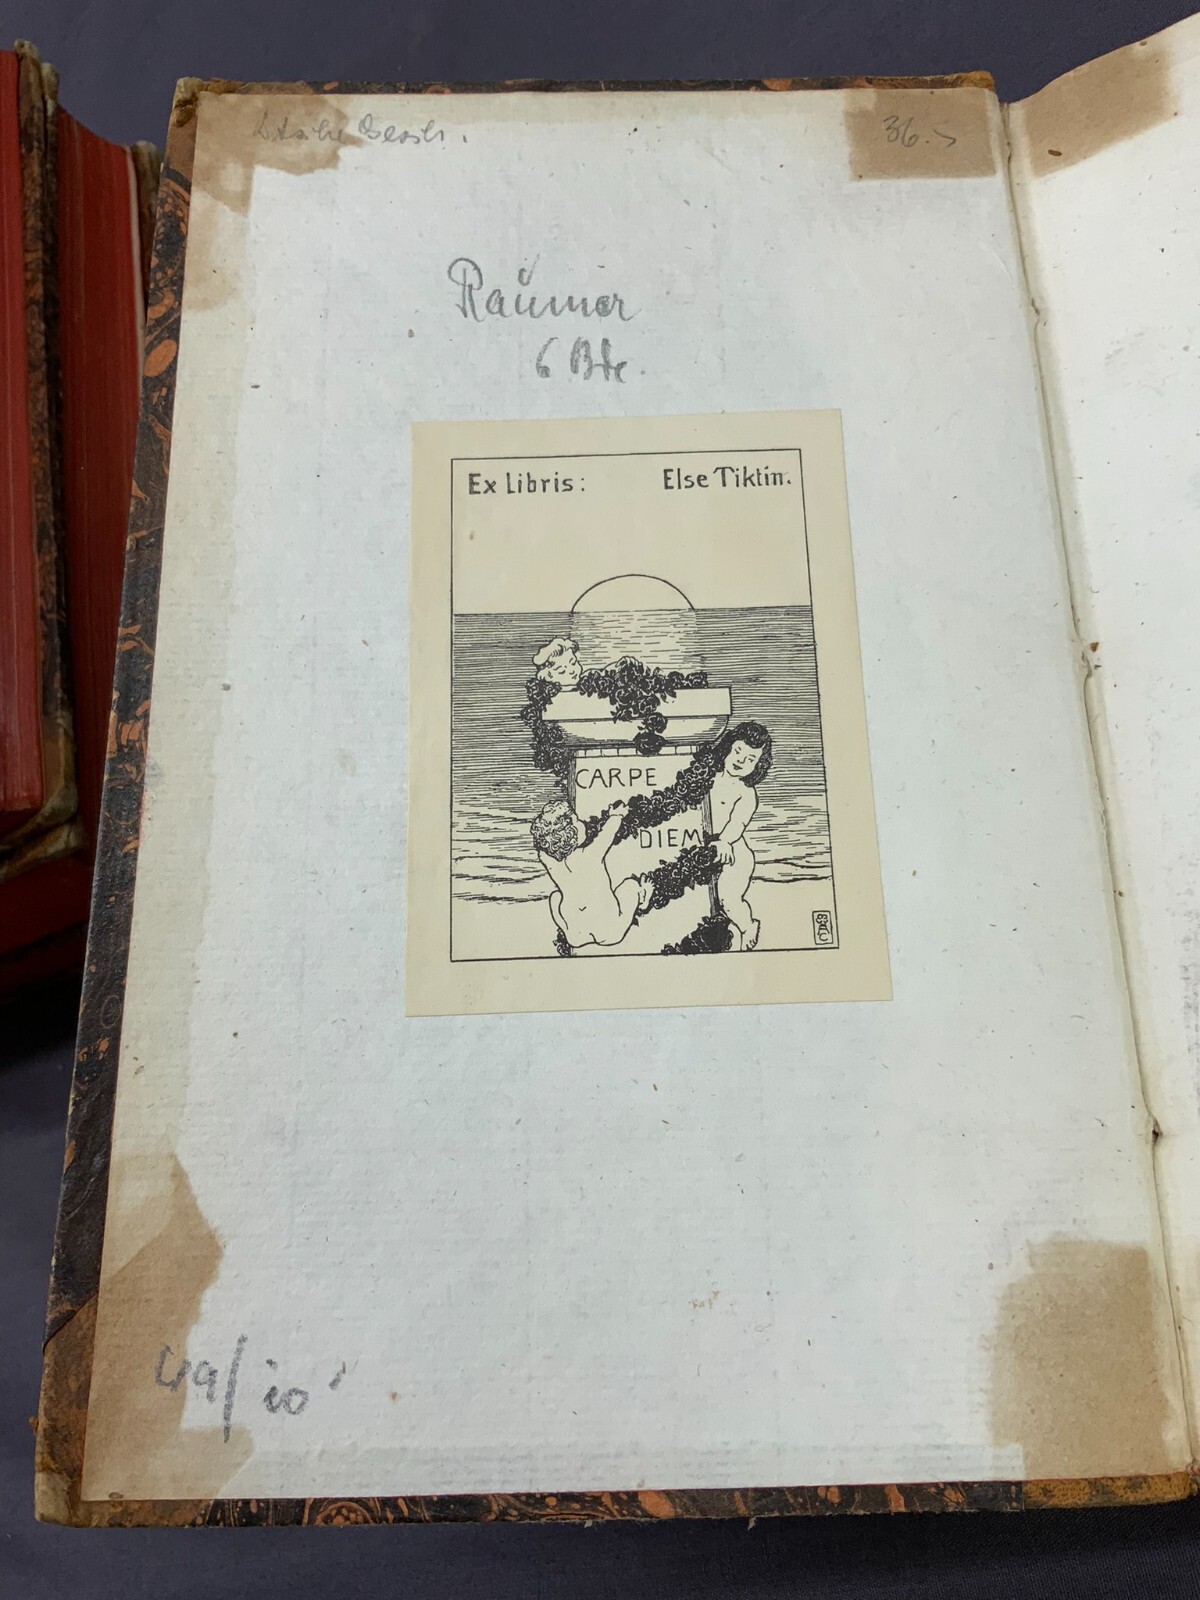 36.-
Raumer
6 Bde.
Ex Libris: Else Tiktin.
CARPE
DIEM
49/10